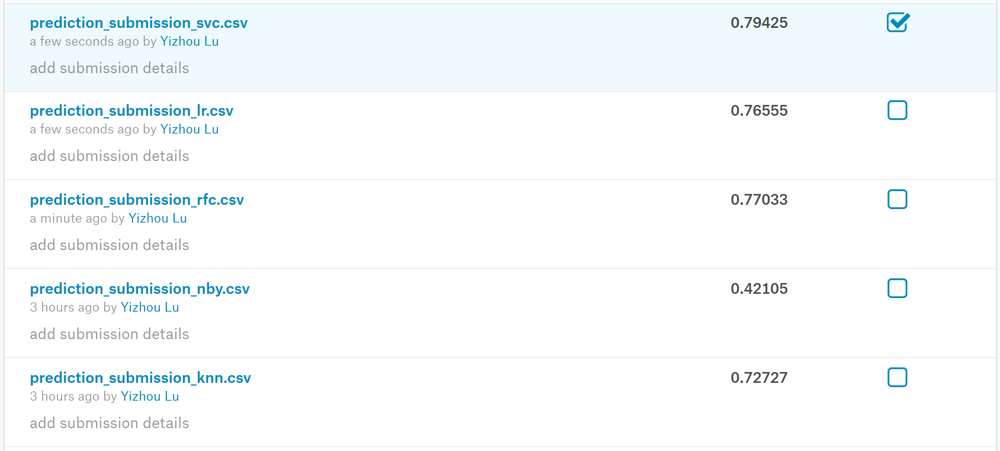 prediction_submission_svc.csv 0.79425
a few seconds ago by Yizhou Lu
add submission details
prediction_submission_lr.csv 0.76555
a few seconds ago by Yizhou Lu
add submission details
prediction_submission_rfc.csv 0.77033
a minute ago by Yizhou Lu
add submission details
prediction_submission_nby.csv 0.42105
3 hours ago by Yizhou Lu
add submission details
prediction_submission_knn.csv 0.72727
3 hours ago by Yizhou Lu
add submission details